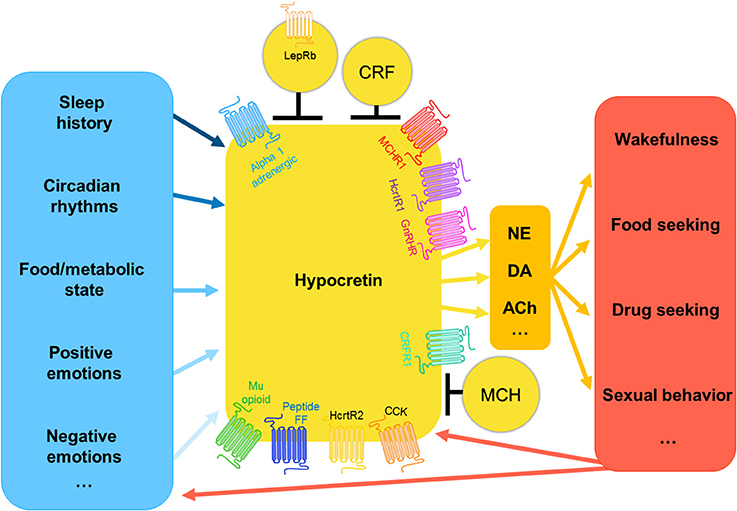 Sleep
history
Circadian
rhythms
Food/metabolic
state
Positive
emotions
Negative
emotions
...
LepRb
CRF
Alpha 1
adrenergic
MCHR1
HcrtR1
GnRHR
Hypocretin
CRFR1
MCH
Mu
opioid
Peptide
FF
HcrtR2
CCK
NE
DA
ACh
...
Wakefulness
Food seeking
Drug seeking
Sexual behavior
...